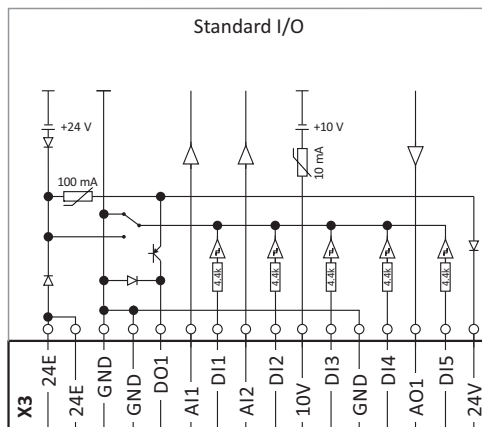 Standard I/O
+24 V
+10 V
100 mA
10 mA
4,4k
4,4k
4,4k
4,4k
4,4k
X3
24E
24E
GND
GND
DO1
AI1
DI1
AI2
DI2
10V
DI3
GND
DI4
AO1
DI5
24V